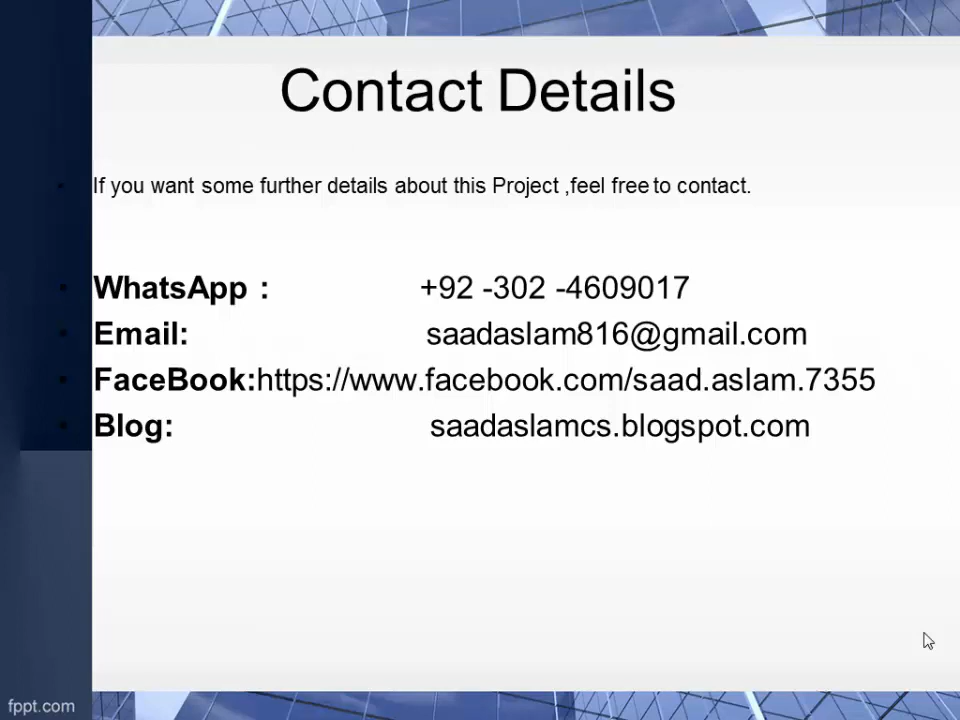 Contact Details
• If you want some further details about this Project ,feel free to contact.
• WhatsApp : +92 -302 -4609017
• Email: saadaslam816@gmail.com
• FaceBook:https://www.facebook.com/saad.aslam.7355
• Blog: saadaslamcs.blogspot.com
fppt.com